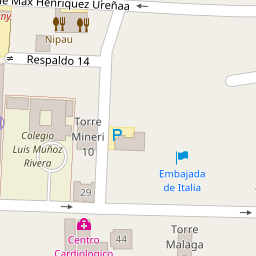 Max Henríquez Ureñaa
Nipau
Respaldo 14
Colegio
Luis Muñoz
Rivera
Torre
Mineri
10
P
29
Embajada
de Italia
Centro
Cardiologico
44
Torre
Malaga